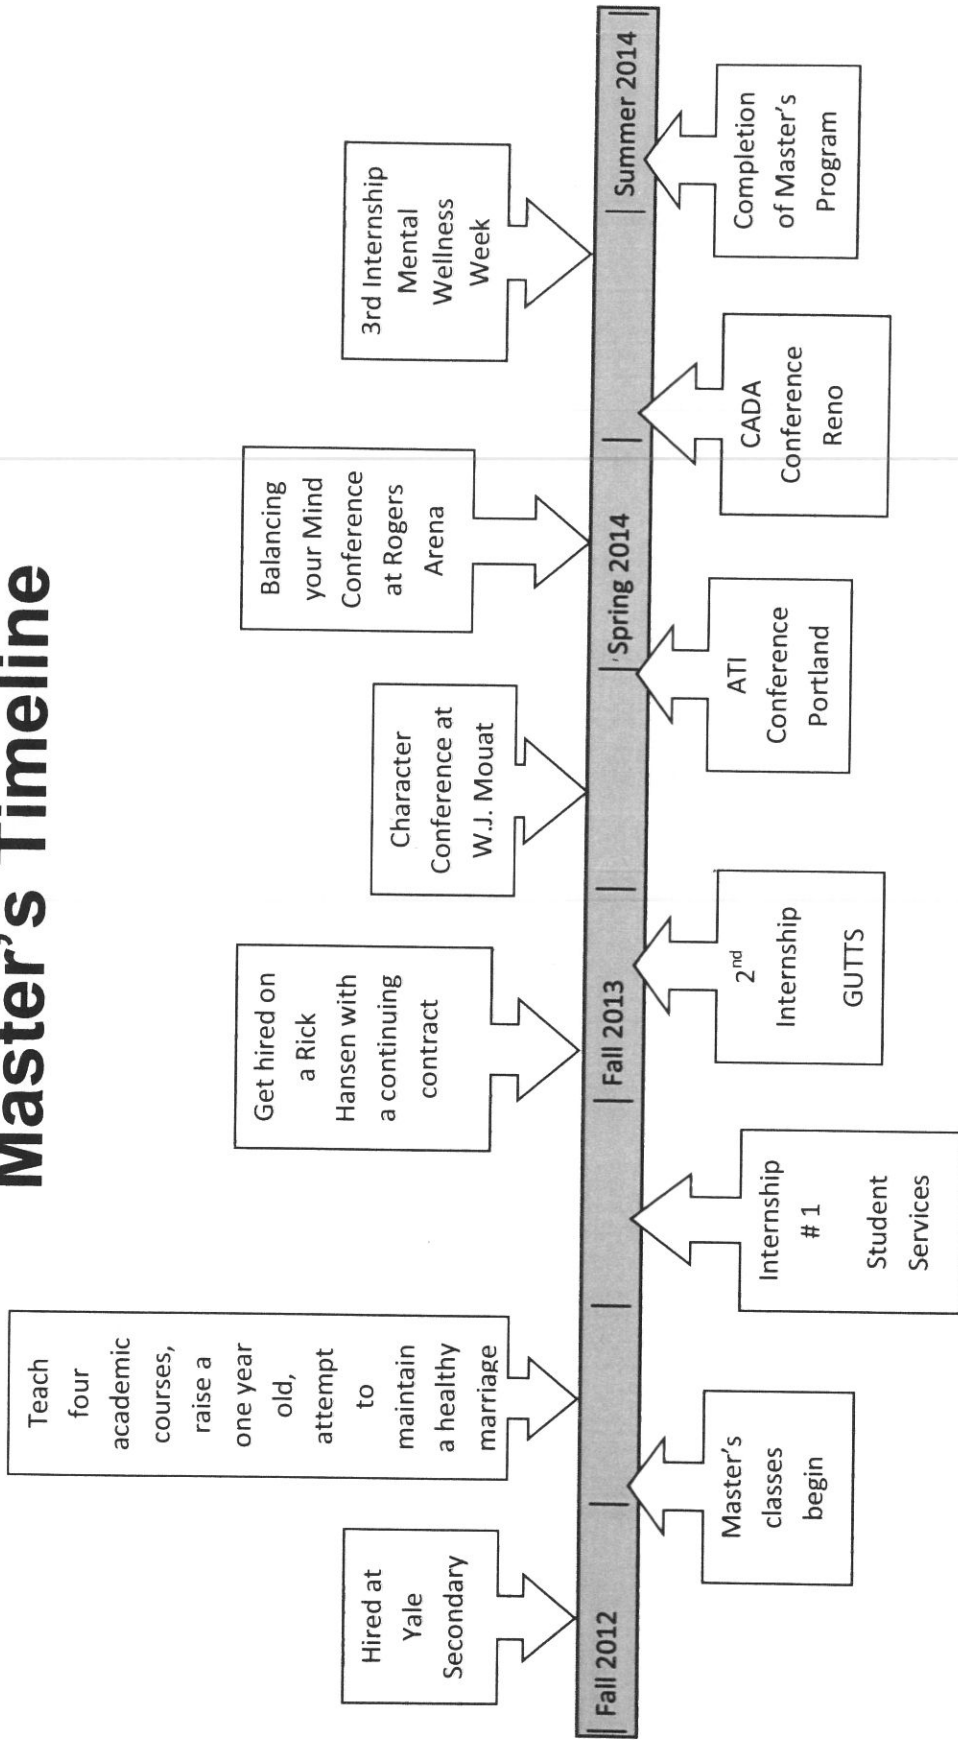 Master's Timeline
Hired at
Yale
Secondary
Teach
four
academic
courses,
raise a
one year
old,
attempt
to
maintain
a healthy
marriage
Get hired on
a Rick
Hansen with
a continuing
contract
Character
Conference at
W.J. Mouat
Balancing
your Mind
Conference
at Rogers
Arena
3rd Internship
Mental
Wellness
Week
Fall 2012
Fall 2013
Spring 2014
Summer 2014
Master's
classes
begin
Internship
# 1
Student
Services
2nd
Internship
GUTTS
ATI
Conference
Portland
CADA
Conference
Reno
Completion
of Master's
Program